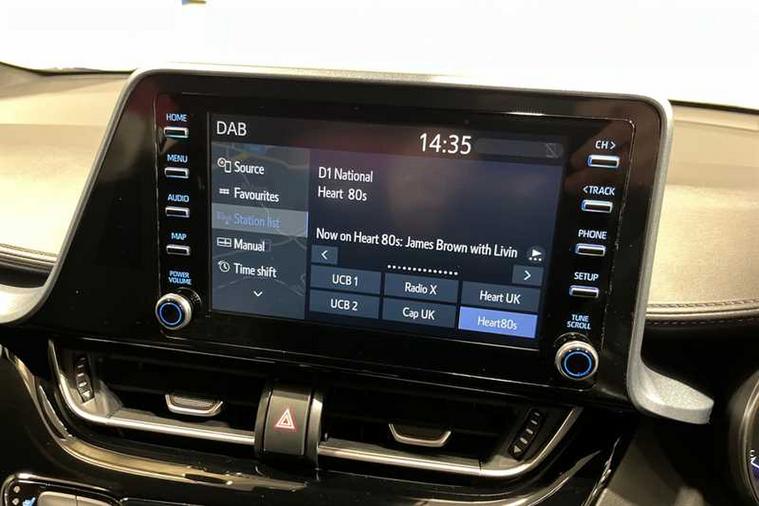 HOME
MENU
AUDIO
MAP
POWER
VOLUME
DAB
14:35
Source
Favourites
Station list
Manual
Time shift
D1 National
Heart 80s
Now on Heart 80s: James Brown with Livin
UCB 1
Radio X
Heart UK
UCB 2
Cap UK
Heart80s
CH >
< TRACK
PHONE
SETUP
TUNE
SCROLL